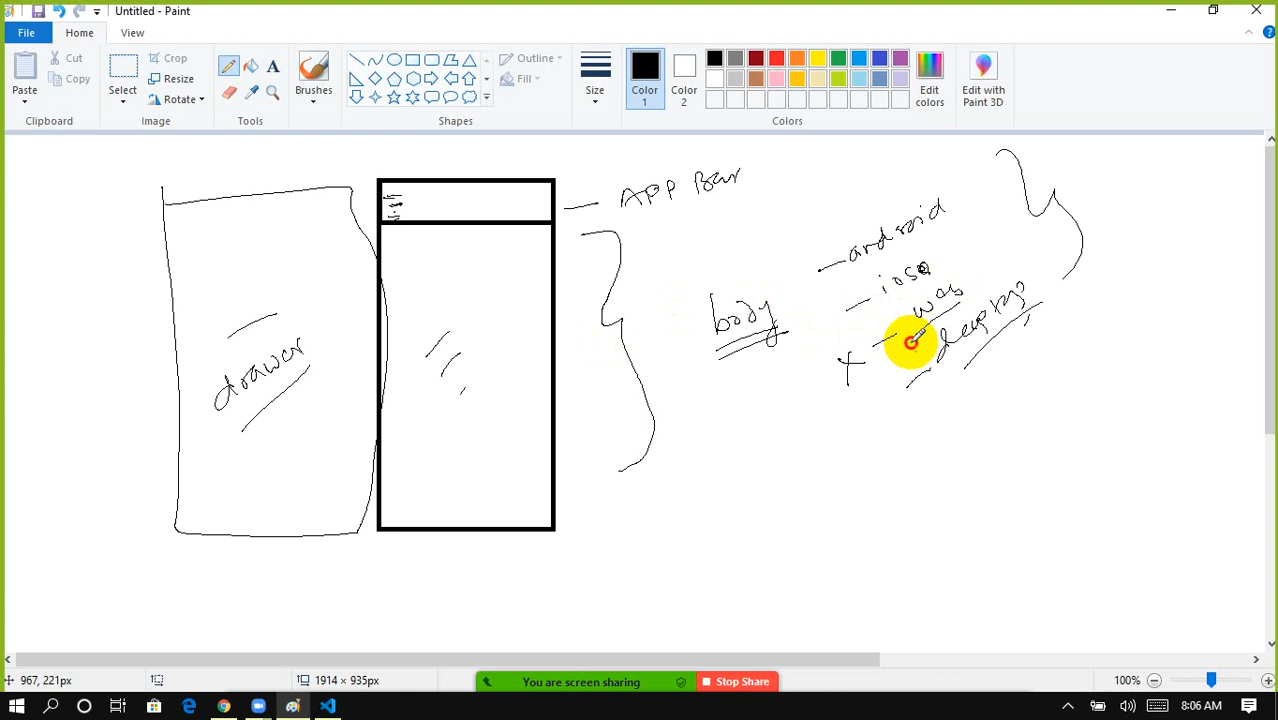 Untitled - Paint
File
Home
View
Paste
Cut
Copy
Clipboard
Select
Crop
Resize
Rotate
Image
A
Tools
Brushes
Outline
Fill
Shapes
Size
Color 1
Color 2
Edit colors
Colors
Edit with Paint 3D
APP Bar
android
ios
web
body
drawer
967, 221px
1914 × 935px
100%
You are screen sharing
Stop Share
8:06 AM